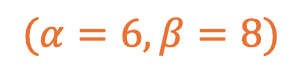 (α = 6, β = 8)